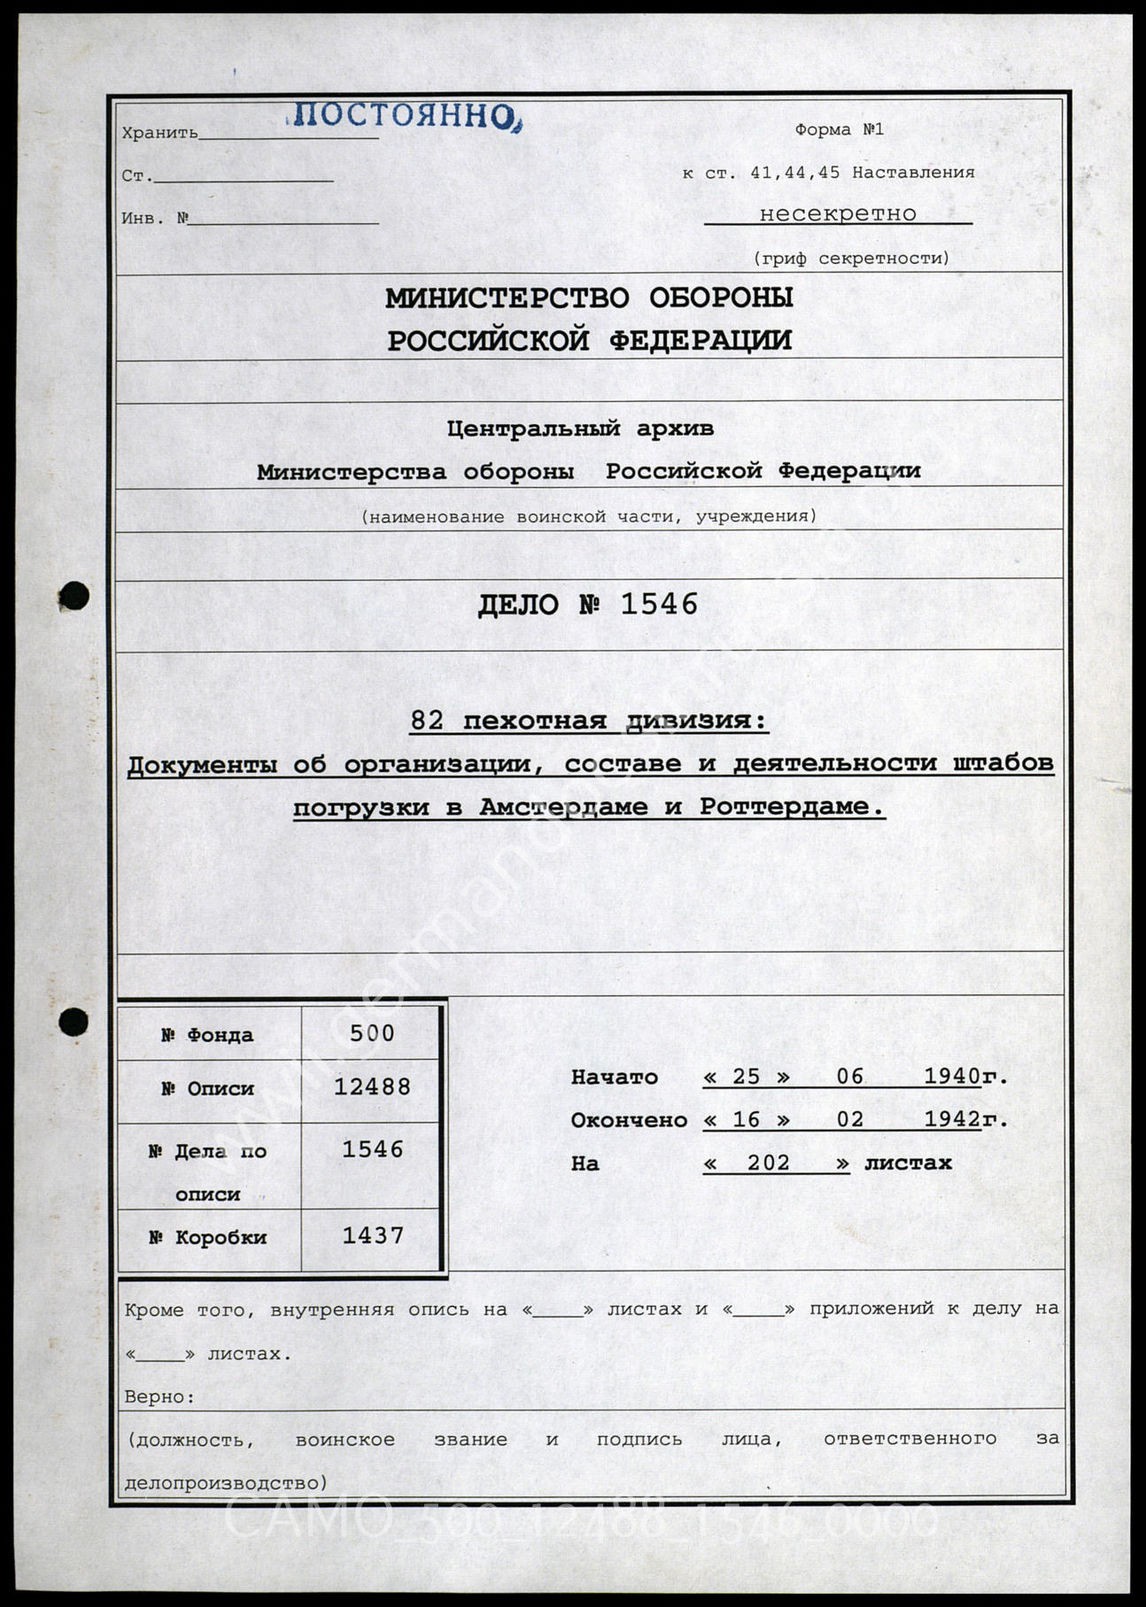 ПОСТОЯННО
Хранить
Форма №1
Ст.
к ст. 41,44,45 Наставления
Инв. №
несекретно
(гриф секретности)
МИНИСТЕРСТВО ОБОРОНЫ
РОССИЙСКОЙ ФЕДЕРАЦИИ
Центральный архив
Министерства обороны Российской Федерации
(наименование воинской части, учреждения)
ДЕЛО № 1546
82 пехотная дивизия:
Документы об организации, составе и деятельности штабов
погрузки в Амстердаме и Роттердаме.
№ Фонда 500
№ Описи 12488
№ Дела по 1546
описи
№ Коробки 1437
Начато « 25 » 06 1940г.
Окончено « 16 » 02 1942г.
На « 202 » листах
Кроме того, внутренняя опись на «____» листах и «____» приложений к делу на
«____» листах.
Верно:
(должность, воинское звание и подпись лица, ответственного за
делопроизводство)
CAMO_500_12488_1546_0000